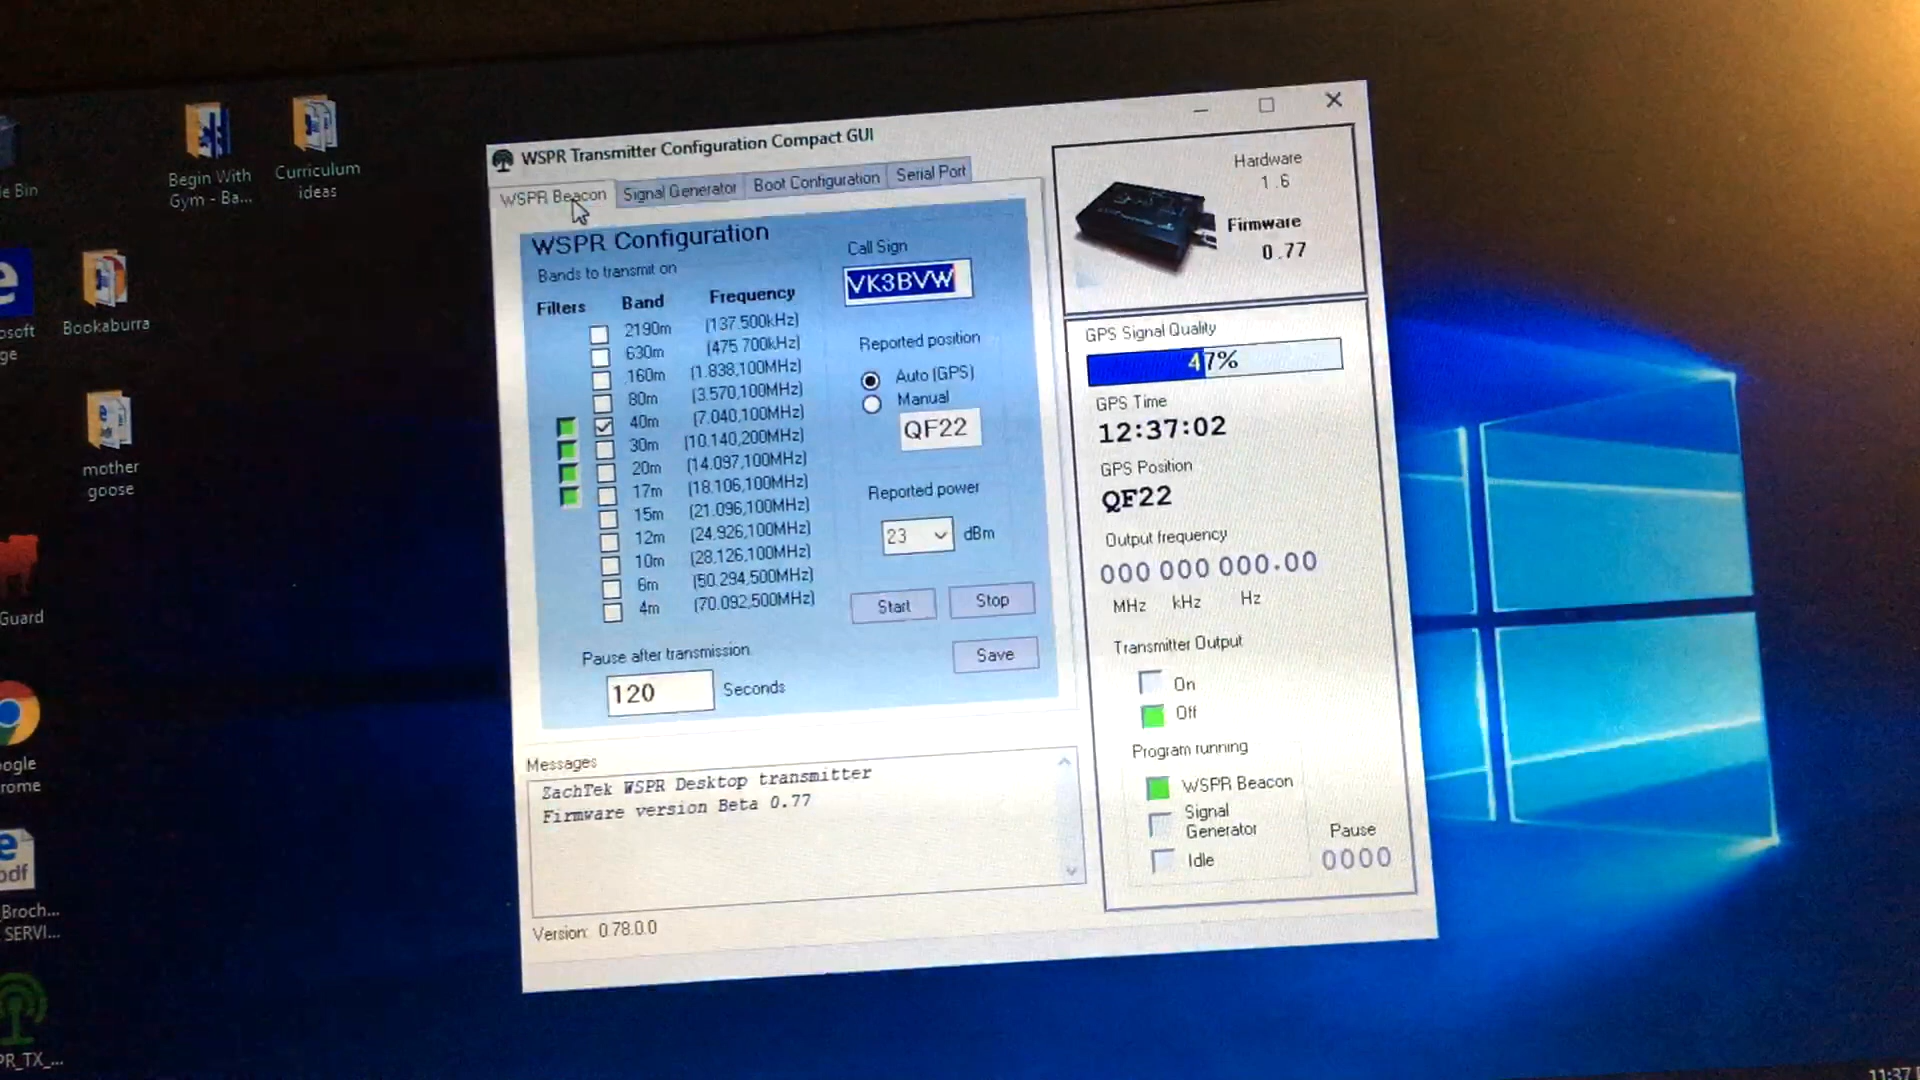 Begin With
Gym - Ba...
Curriculum
ideas
Bookaburra
mother
goose
Guard
Broch...
SERVI...
WSPR Transmitter Configuration Compact GUI
WSPR Beacon
Signal Generator
Boot Configuration
Serial Port
WSPR Configuration
Bands to transmit on
Filters Band Frequency
2190m (137.500kHz)
630m (475.700kHz)
160m (1.838,100MHz)
80m (3.570,100MHz)
40m (7.040,100MHz)
30m (10.140,200MHz)
20m (14.097,100MHz)
17m (18.106,100MHz)
15m (21.096,100MHz)
12m (24.926,100MHz)
10m (28.126,100MHz)
6m (50.294,500MHz)
4m (70.092,500MHz)
Pause after transmission
120 Seconds
Call Sign
VK3BVW
Reported position
Auto (GPS)
Manual
QF22
Reported power
23 dBm
Start
Stop
Save
Messages
ZachTek WSPR Desktop transmitter
Firmware version Beta 0.77
Version: 0.78.0.0
Hardware
1.6
Firmware
0.77
GPS Signal Quality
47%
GPS Time
12:37:02
GPS Position
QF22
Output frequency
000 000 000.00
MHz kHz Hz
Transmitter Output
On
Off
Program running
WSPR Beacon
Signal
Generator
Idle
Pause
0000
11:37